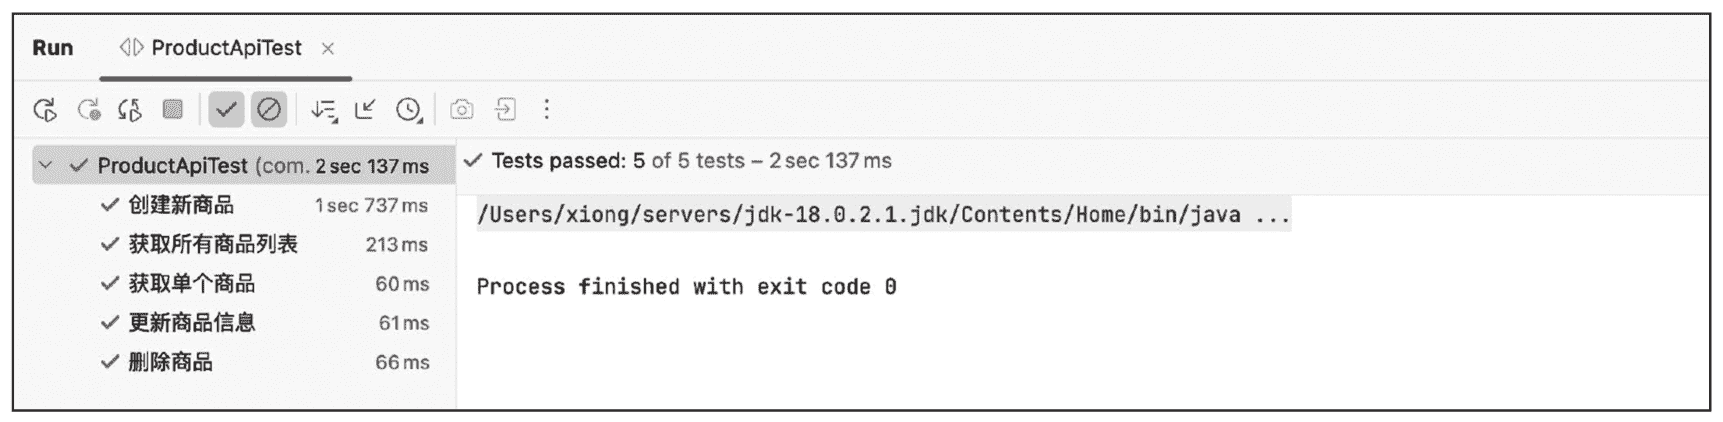 Run ProductApiTest ×
ProductApiTest (com. 2 sec 137 ms
创建新商品 1 sec 737 ms
获取所有商品列表 213 ms
获取单个商品 60 ms
更新商品信息 61 ms
删除商品 66 ms
Tests passed: 5 of 5 tests – 2 sec 137 ms
/Users/xiong/servers/jdk-18.0.2.1.jdk/Contents/Home/bin/java ...
Process finished with exit code 0